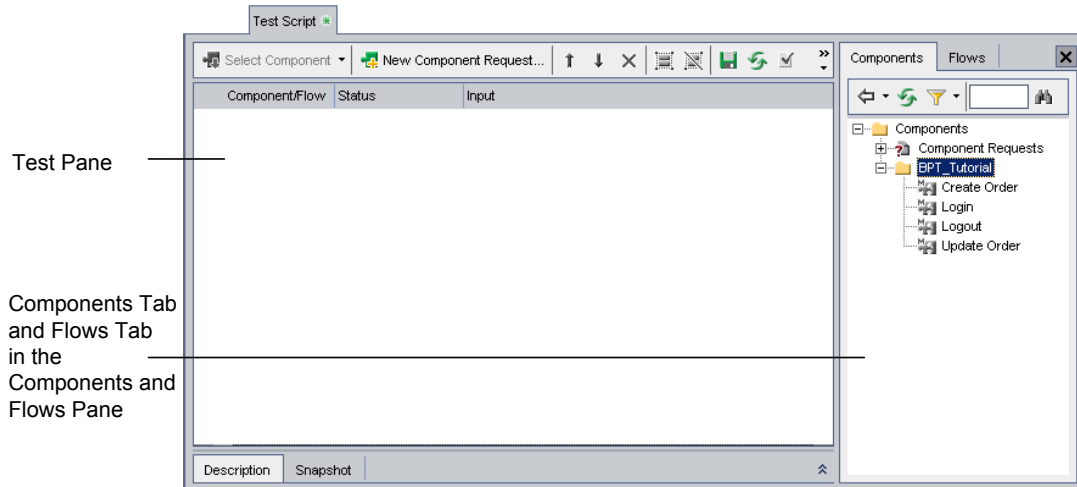 Test Script *
Select Component
New Component Request...
»
Components Flows
Component/Flow Status Input
Test Pane
Components
Component Requests
BPT_Tutorial
Create Order
Login
Logout
Update Order
Components Tab
and Flows Tab
in the
Components and
Flows Pane
Description Snapshot